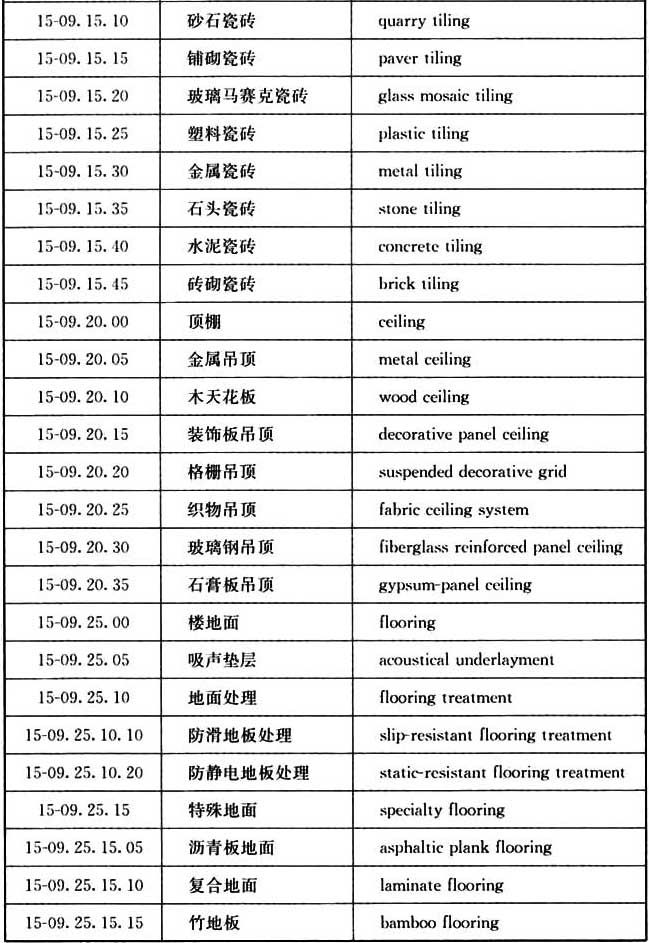 15-09.15.10 砂石瓷砖 quarry tiling
15-09.15.15 铺砌瓷砖 paver tiling
15-09.15.20 玻璃马赛克瓷砖 glass mosaic tiling
15-09.15.25 塑料瓷砖 plastic tiling
15-09.15.30 金属瓷砖 metal tiling
15-09.15.35 石头瓷砖 stone tiling
15-09.15.40 水泥瓷砖 concrete tiling
15-09.15.45 砖砌瓷砖 brick tiling
15-09.20.00 顶棚 ceiling
15-09.20.05 金属吊顶 metal ceiling
15-09.20.10 木天花板 wood ceiling
15-09.20.15 装饰板吊顶 decorative panel ceiling
15-09.20.20 格栅吊顶 suspended decorative grid
15-09.20.25 织物吊顶 fabric ceiling system
15-09.20.30 玻璃钢吊顶 fiberglass reinforced panel ceiling
15-09.20.35 石膏板吊顶 gypsum-panel ceiling
15-09.25.00 楼地面 flooring
15-09.25.05 吸声垫层 acoustical underlayment
15-09.25.10 地面处理 flooring treatment
15-09.25.10.10 防滑地板处理 slip-resistant flooring treatment
15-09.25.10.20 防静电地板处理 static-resistant flooring treatment
15-09.25.15 特殊地面 specialty flooring
15-09.25.15.05 沥青板地面 asphaltic plank flooring
15-09.25.15.10 复合地面 laminate flooring
15-09.25.15.15 竹地板 bamboo flooring